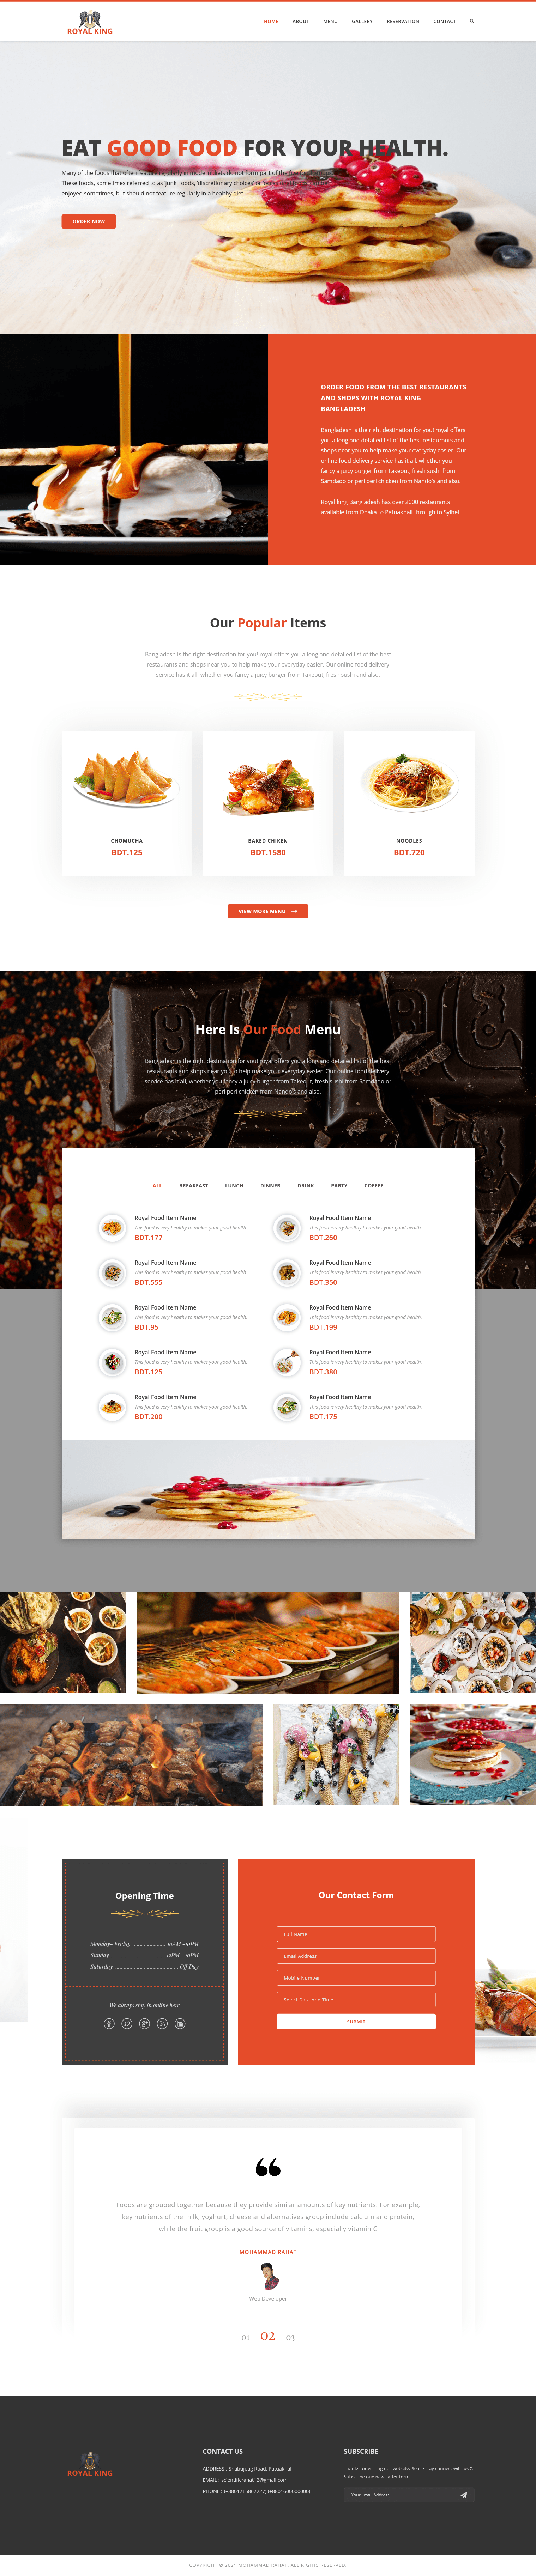 ROYAL KING
HOME ABOUT MENU GALLERY RESERVATION CONTACT
EAT GOOD FOOD FOR YOUR HEALTH.
Many of the foods that often feature regularly in modern diets do not form part of the
These foods, sometimes referred to as 'junk' foods, 'discretionary choices' or
enjoyed sometimes, but should not feature regularly in a healthy diet.
ORDER NOW
ORDER FOOD FROM THE BEST RESTAURANTS
AND SHOPS WITH ROYAL KING
BANGLADESH
Bangladesh is the right destination for you! royal offers
you a long and detailed list of the best restaurants and
shops near you to help make your everyday easier. Our
online food delivery service has it all, whether you
fancy a juicy burger from Takeout, fresh sushi from
Samdado or peri peri chicken from Nando's and also.
Royal king Bangladesh has over 2000 restaurants
available from Dhaka to Patuakhali through to Sylhet
Our Popular Items
Bangladesh is the right destination for you! royal offers you a long and detailed list of the best
restaurants and shops near you to help make your everyday easier. Our online food delivery
service has it all, whether you fancy a juicy burger from Takeout, fresh sushi and also.
CHOMUCHA
BDT.125
BAKED CHIKEN
BDT.1580
NOODLES
BDT.720
VIEW MORE MENU
Here Is Our Food Menu
Bangladesh is the right destination for you! royal offers you a long and detailed list of the best
restaurants and shops near you to help make your everyday easier. Our online food delivery
service has it all, whether you fancy a juicy burger from Takeout, fresh sushi from Samdado or
peri peri chicken from Nando's and also.
ALL BREAKFAST LUNCH DINNER DRINK PARTY COFFEE
Royal Food Item Name
This food is very healthy to makes your good health.
BDT.177
Royal Food Item Name
This food is very healthy to makes your good health.
BDT.260
Royal Food Item Name
This food is very healthy to makes your good health.
BDT.555
Royal Food Item Name
This food is very healthy to makes your good health.
BDT.350
Royal Food Item Name
This food is very healthy to makes your good health.
BDT.95
Royal Food Item Name
This food is very healthy to makes your good health.
BDT.199
Royal Food Item Name
This food is very healthy to makes your good health.
BDT.125
Royal Food Item Name
This food is very healthy to makes your good health.
BDT.380
Royal Food Item Name
This food is very healthy to makes your good health.
BDT.200
Royal Food Item Name
This food is very healthy to makes your good health.
BDT.175
Opening Time
Monday- Friday 10AM -10PM
Sunday 12PM - 10PM
Saturday Off Day
We always stay in online here
Our Contact Form
Full Name
Email Address
Mobile Number
Select Date And Time
SUBMIT
Foods are grouped together because they provide similar amounts of key nutrients. For example,
key nutrients of the milk, yoghurt, cheese and alternatives group include calcium and protein,
while the fruit group is a good source of vitamins, especially vitamin C
MOHAMMAD RAHAT
Web Developer
01 02 03
ROYAL KING
CONTACT US
ADDRESS : Shabujbag Road, Patuakhali
EMAIL : scientificrahat12@gmail.com
PHONE : (+8801715867227) (+8801600000000)
SUBSCRIBE
Thanks for visiting our website.Please stay connect with us &
Subscribe oue newslatter form.
Your Email Address
COPYRIGHT © 2021 MOHAMMAD RAHAT. ALL RIGHTS RESERVED.